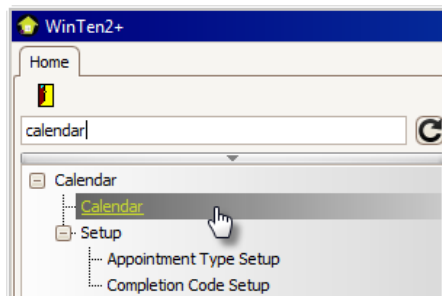 WinTen2+
Home
calendar
Calendar
Calendar
Setup
Appointment Type Setup
Completion Code Setup